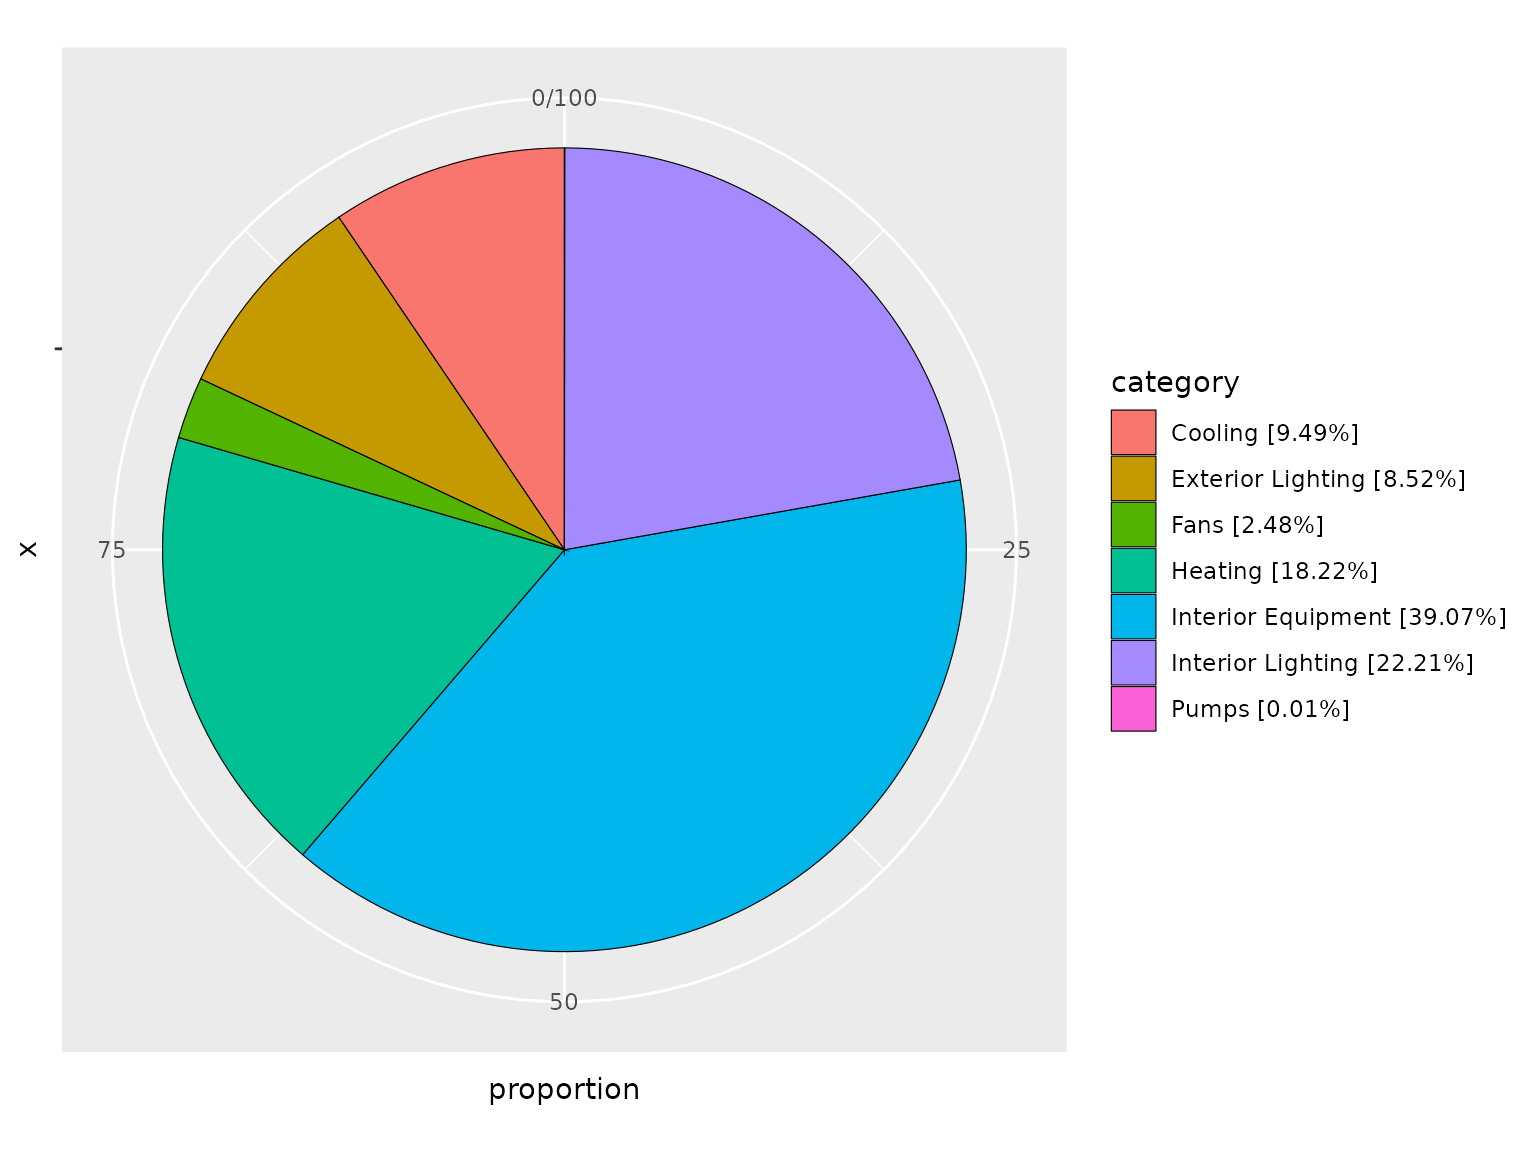 0/100
25
50
75
x
proportion
category
Cooling [9.49%]
Exterior Lighting [8.52%]
Fans [2.48%]
Heating [18.22%]
Interior Equipment [39.07%]
Interior Lighting [22.21%]
Pumps [0.01%]